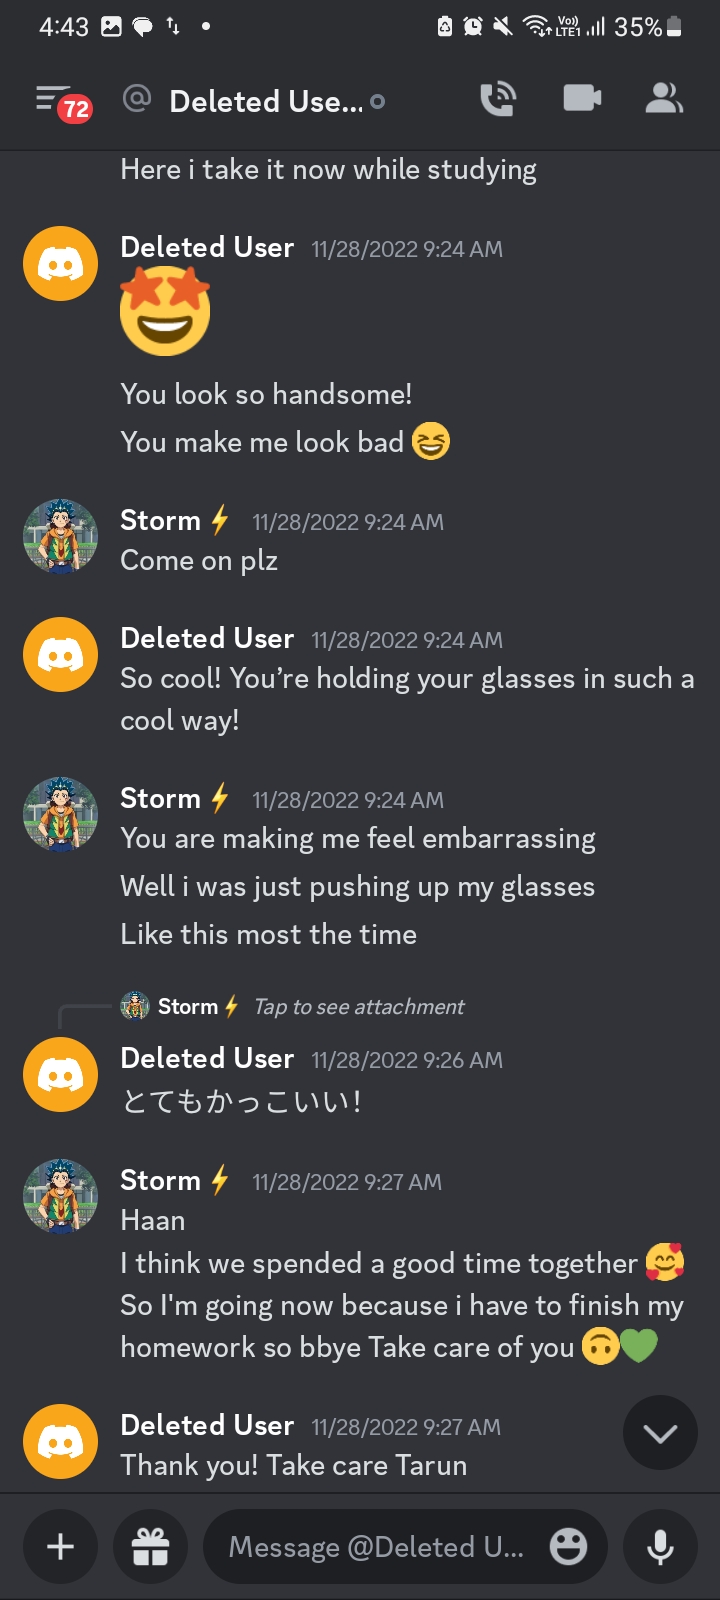 4:43
Vo)) LTE1 35%
72
@ Deleted Use...
Here i take it now while studying
Deleted User 11/28/2022 9:24 AM
🤩
You look so handsome!
You make me look bad 😆
Storm⚡ 11/28/2022 9:24 AM
Come on plz
Deleted User 11/28/2022 9:24 AM
So cool! You’re holding your glasses in such a
cool way!
Storm⚡ 11/28/2022 9:24 AM
You are making me feel embarrassing
Well i was just pushing up my glasses
Like this most the time
Storm⚡ Tap to see attachment
Deleted User 11/28/2022 9:26 AM
とてもかっこいい！
Storm⚡ 11/28/2022 9:27 AM
Haan
I think we spended a good time together 🥰
So I'm going now because i have to finish my
homework so bbye Take care of you 🙃💚
Deleted User 11/28/2022 9:27 AM
Thank you! Take care Tarun
Message @Deleted U...